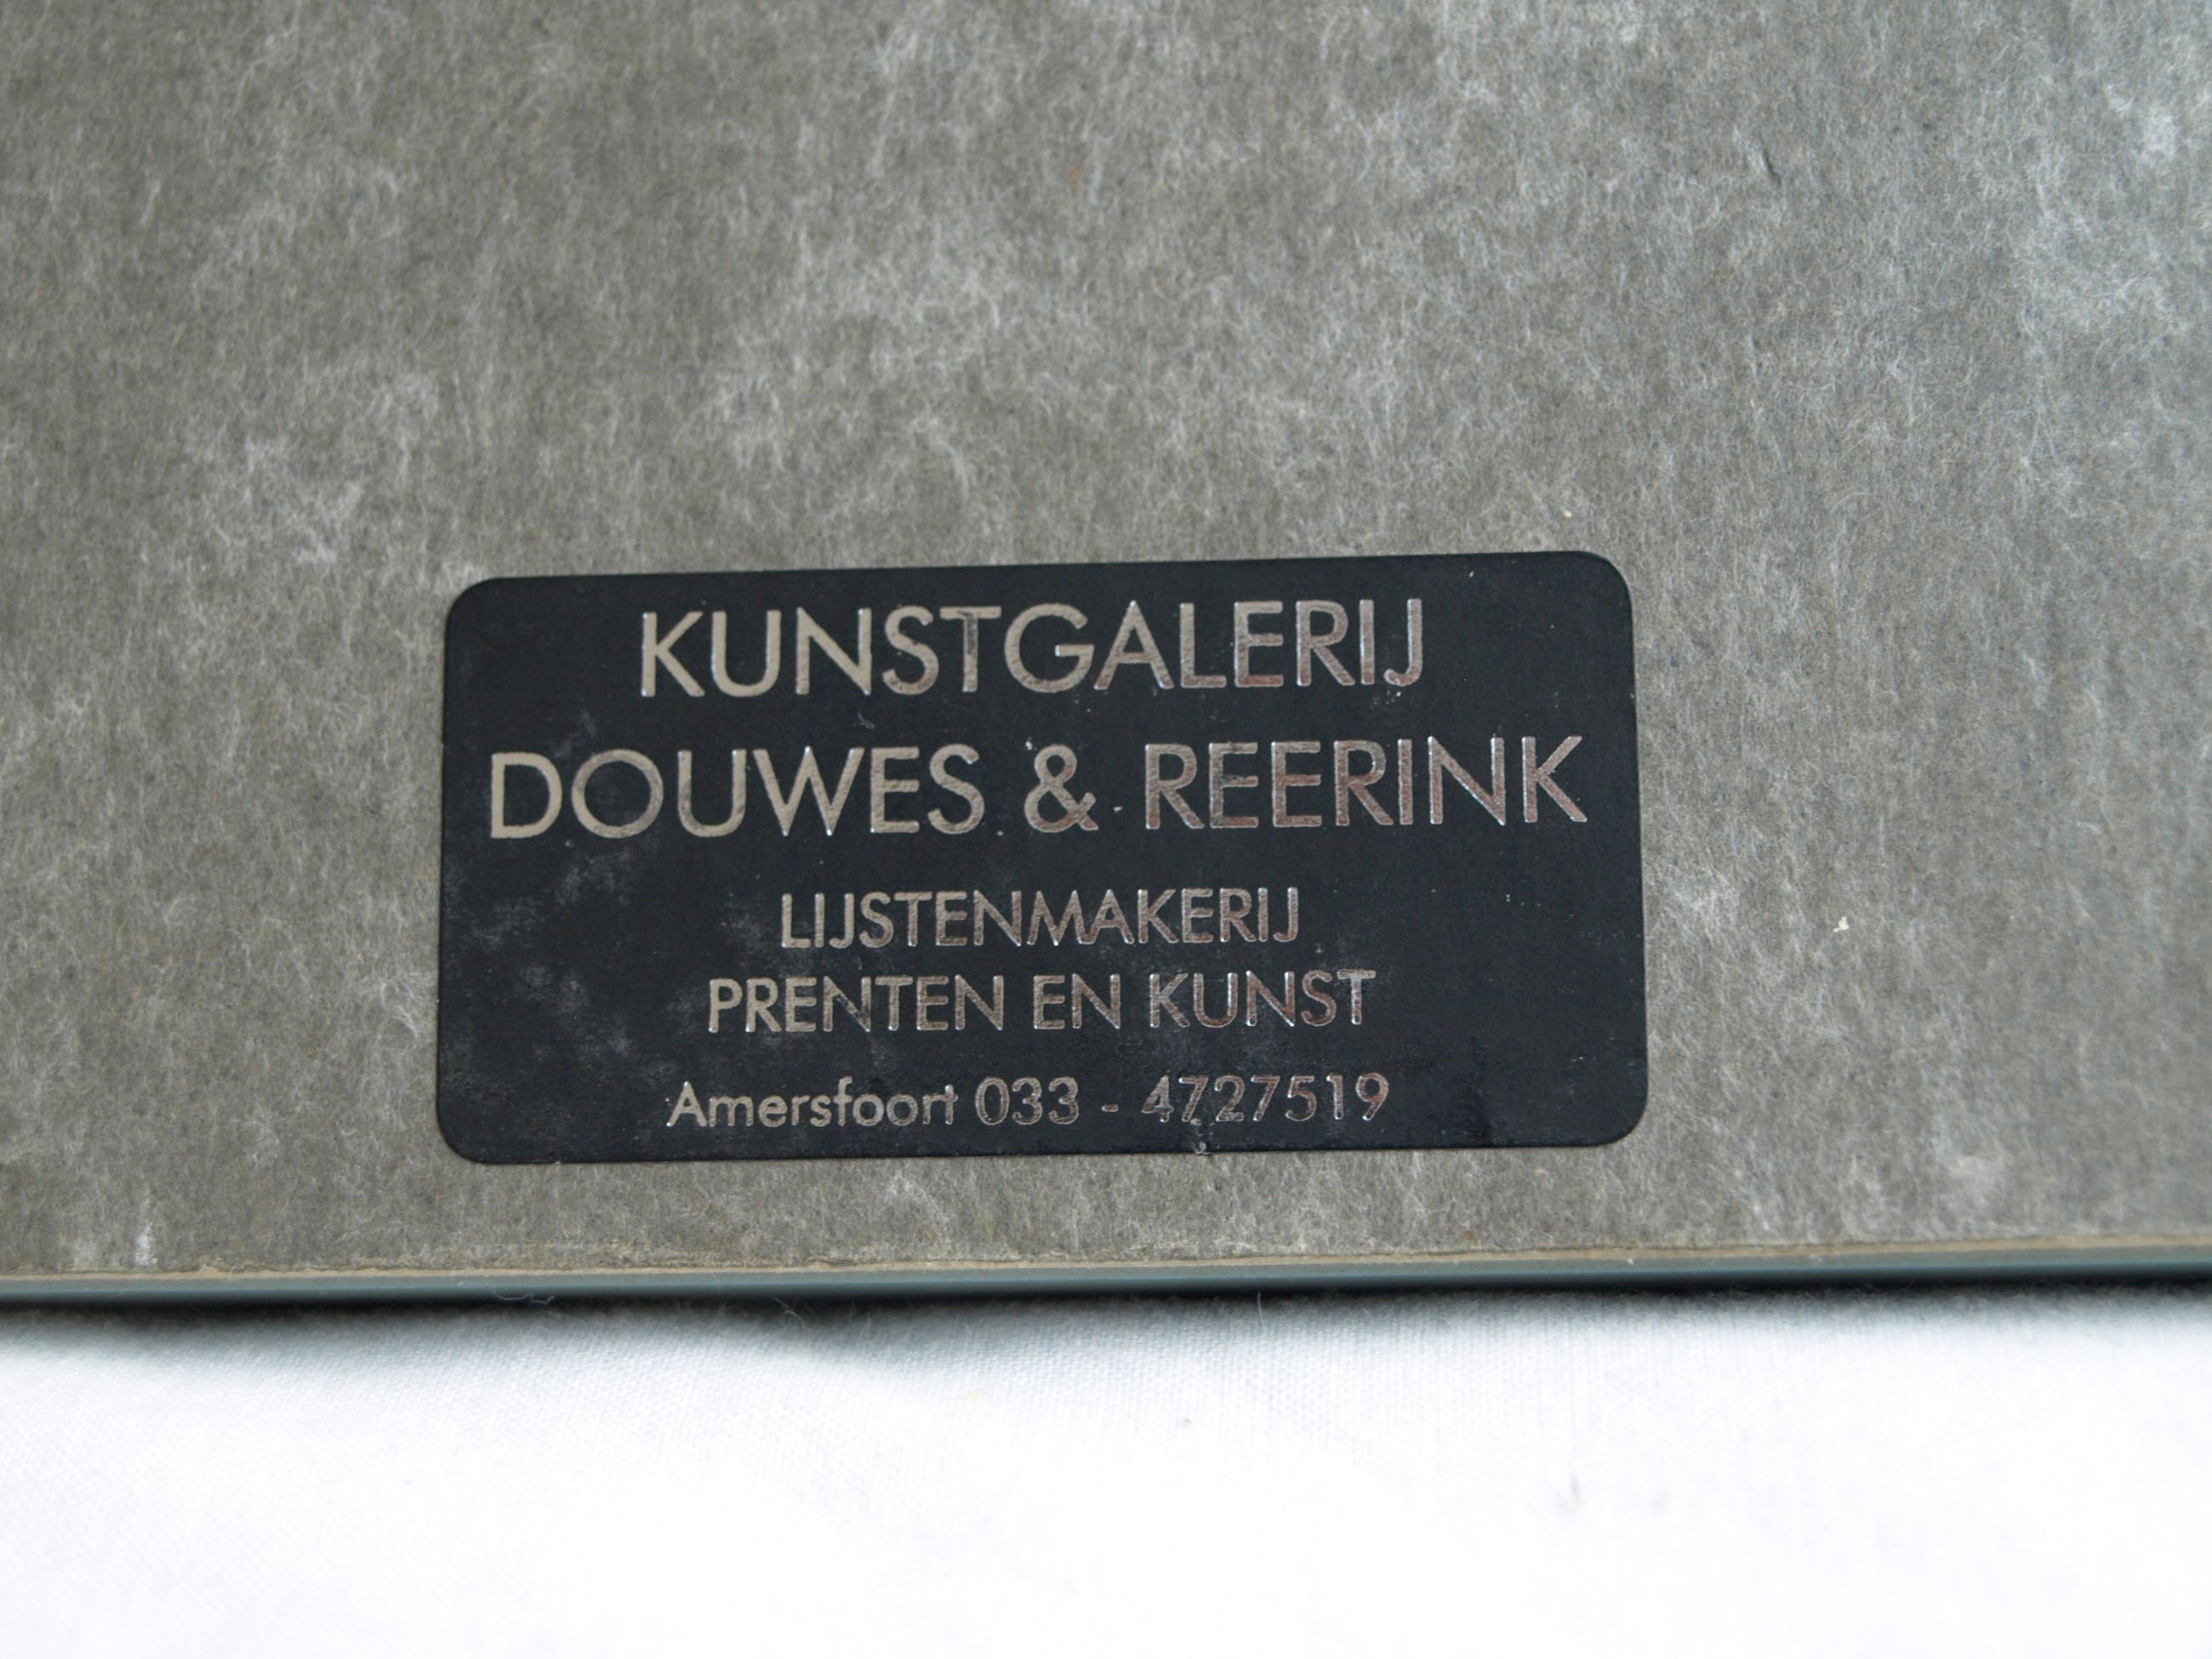 KUNSTGALERIJ
DOUWES & REERINK
LIJSTENMAKERIJ
PRENTEN EN KUNST
Amersfoort 033 - 4727519